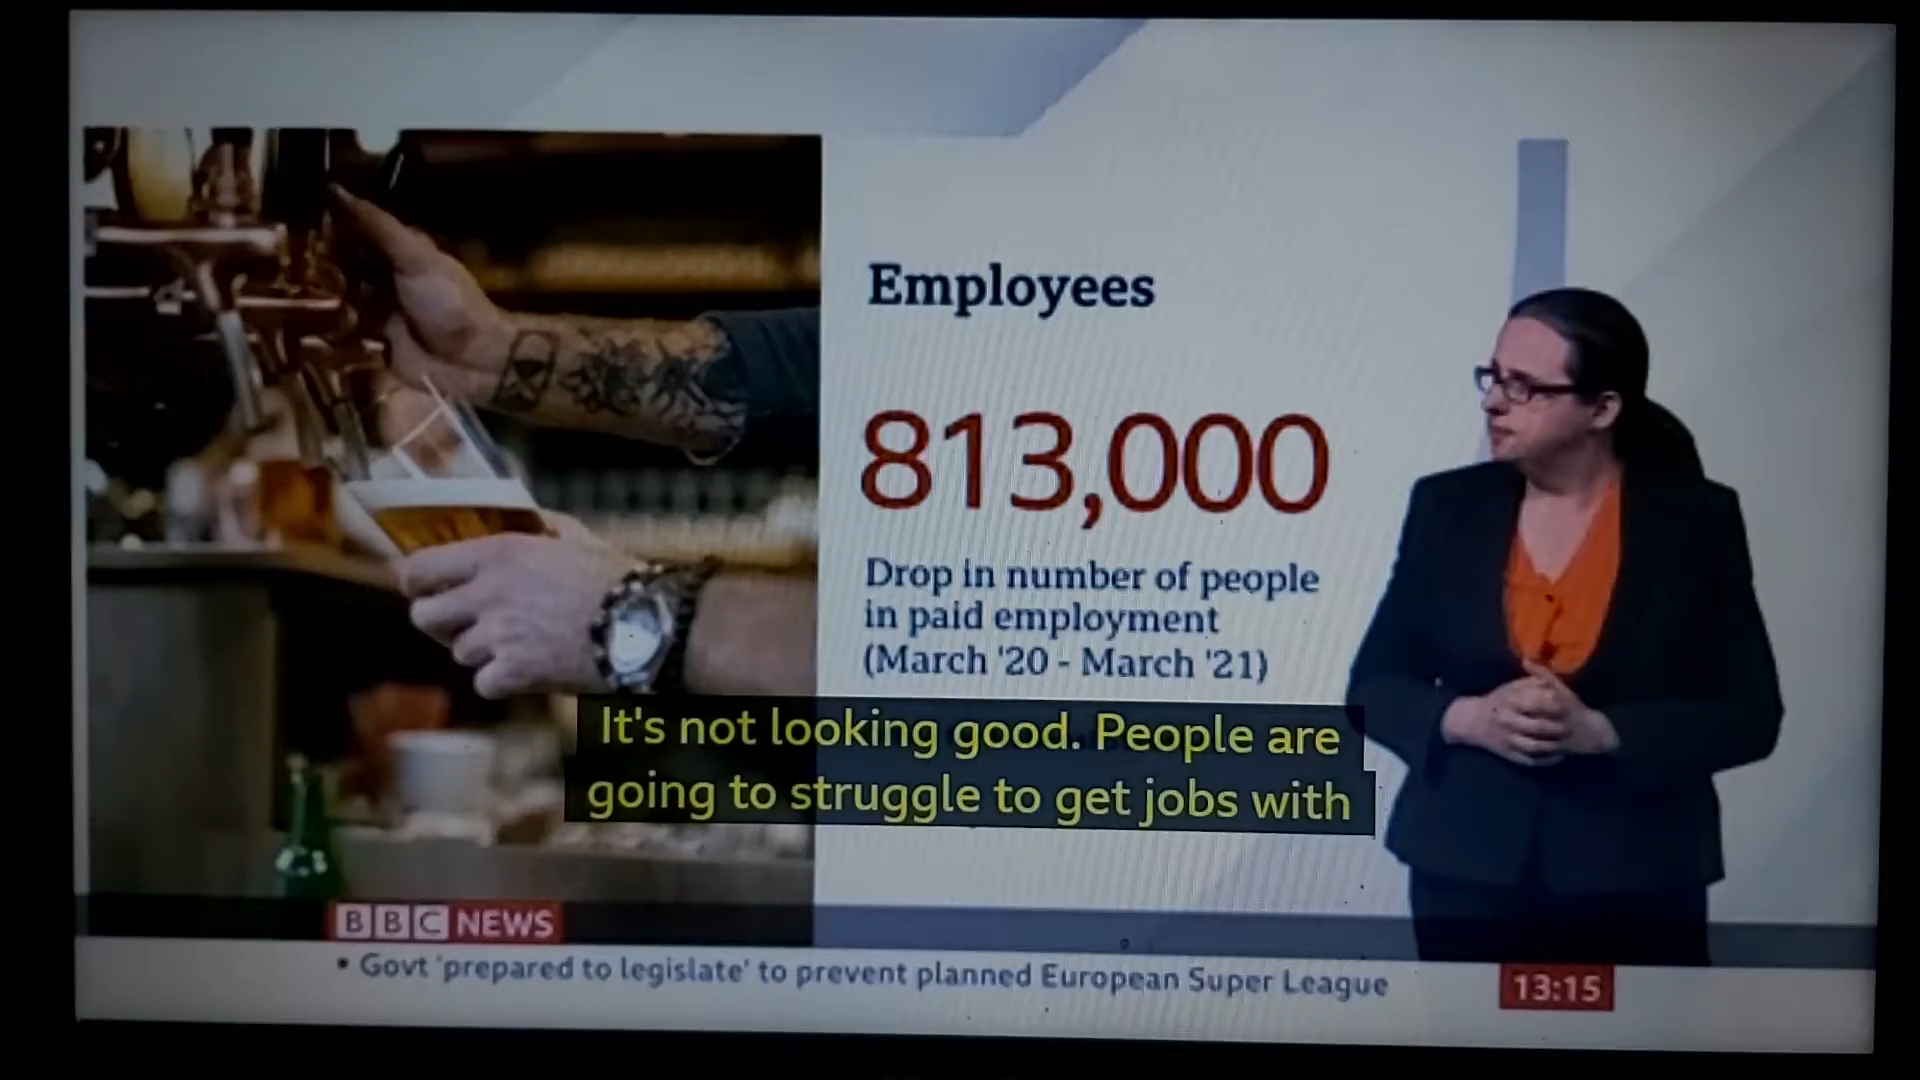 Employees
813,000
Drop in number of people
in paid employment
(March '20 - March '21)
It's not looking good. People are
going to struggle to get jobs with
BBC NEWS
• Govt 'prepared to legislate' to prevent planned European Super League
13:15